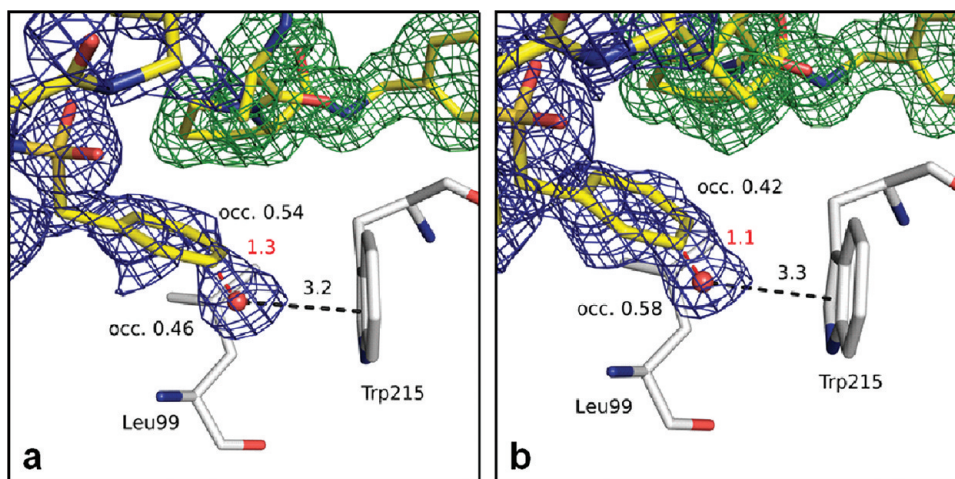 occ. 0.54
1.3
3.2
occ. 0.46
Trp215
Leu99
a
occ. 0.42
1.1
3.3
occ. 0.58
Trp215
Leu99
b